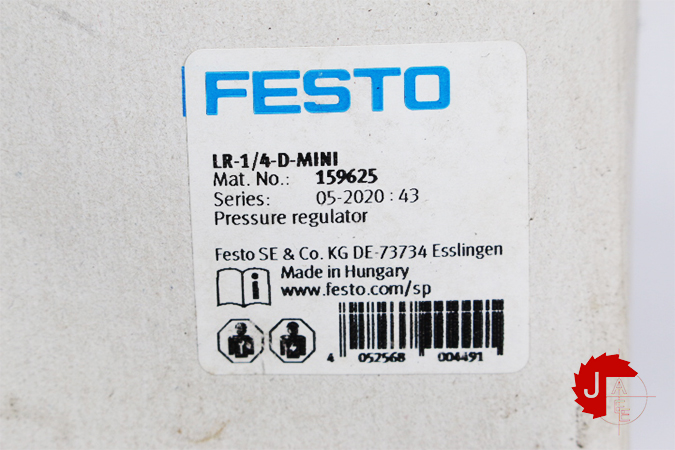 FESTO
LR-1/4-D-MINI
Mat. No.: 159625
Series: 05-2020 : 43
Pressure regulator
Festo SE & Co. KG DE-73734 Esslingen
Made in Hungary
www.festo.com/sp
4 052568 004491
J